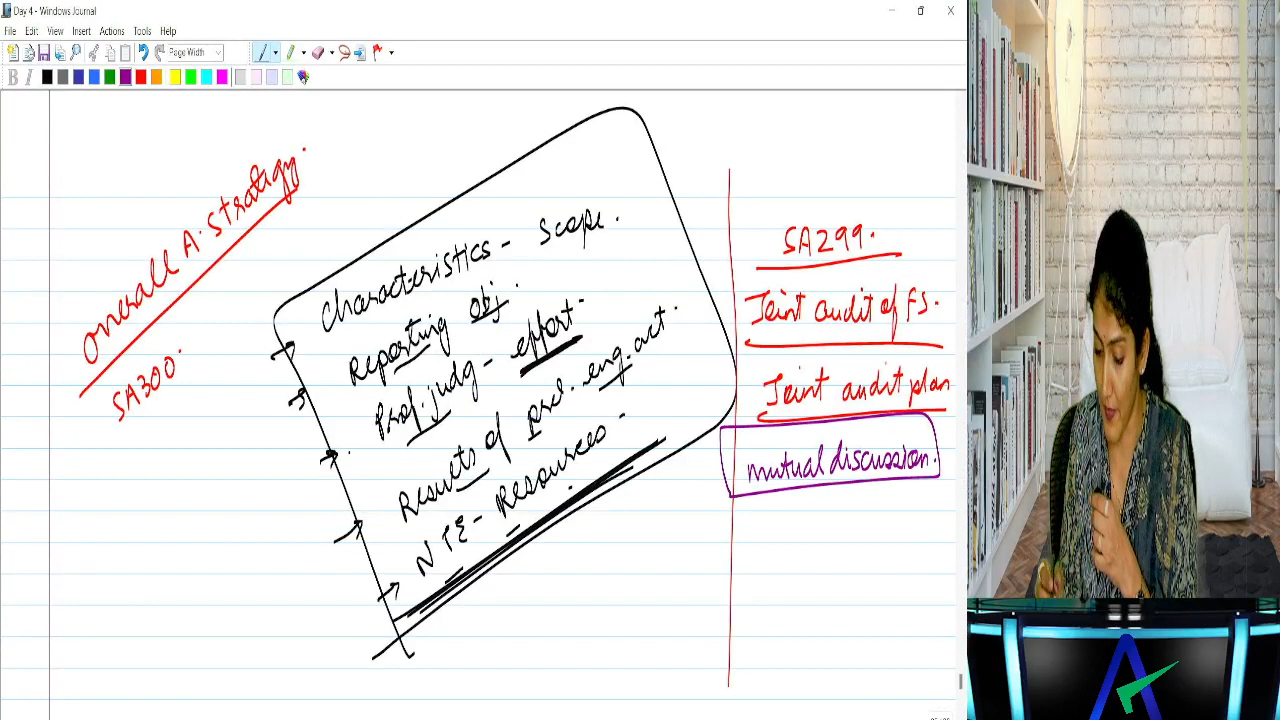 Day 4 - Windows Journal
File Edit View Insert Actions Tools Help
Page Width
B I
Overall A. Strategy.
SA300.
Characteristics - Scope.
Reporting obj.
Prof. judg - effort.
Results of prel. eng. act.
NTE - Resources -
SA299.
Joint audit of FS.
Joint audit plan
mutual discussion.